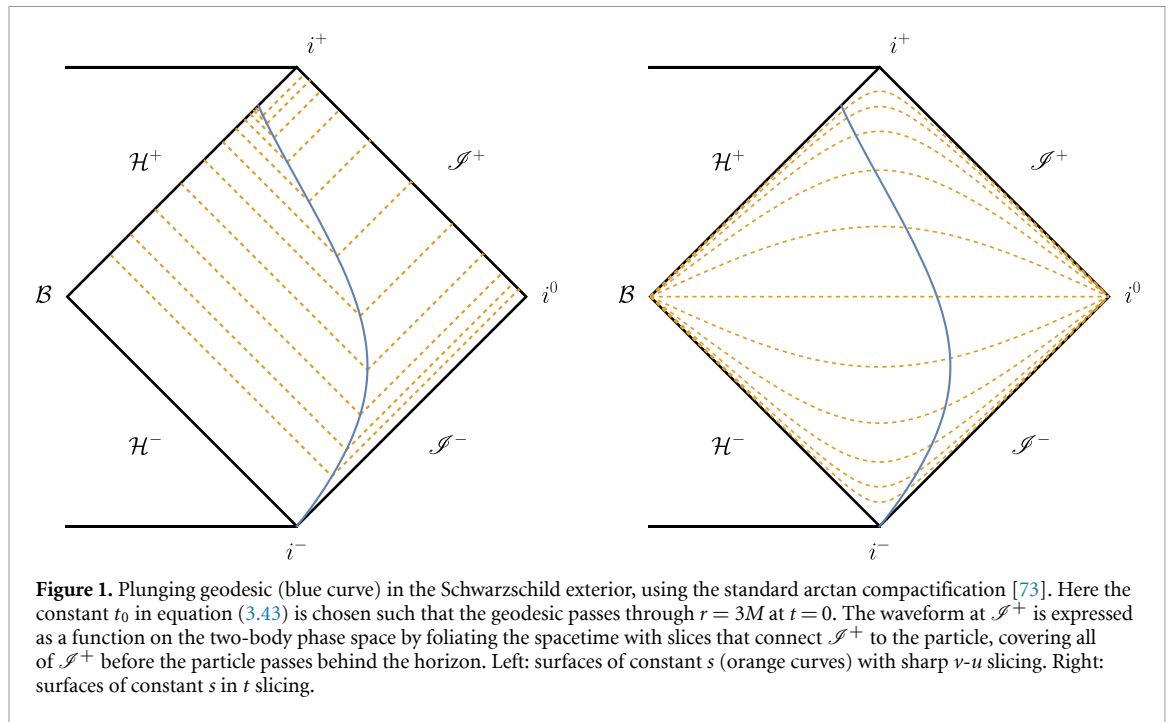 i⁺ i⁺
ℋ⁺ ℐ⁺ ℋ⁺ ℐ⁺
ℬ i⁰ ℬ i⁰
ℋ⁻ ℐ⁻ ℋ⁻ ℐ⁻
i⁻ i⁻
Figure 1. Plunging geodesic (blue curve) in the Schwarzschild exterior, using the standard arctan compactification [73]. Here the
constant t₀ in equation (3.43) is chosen such that the geodesic passes through r = 3M at t = 0. The waveform at ℐ⁺ is expressed
as a function on the two-body phase space by foliating the spacetime with slices that connect ℐ⁺ to the particle, covering all
of ℐ⁺ before the particle passes behind the horizon. Left: surfaces of constant s (orange curves) with sharp v-u slicing. Right:
surfaces of constant s in t slicing.